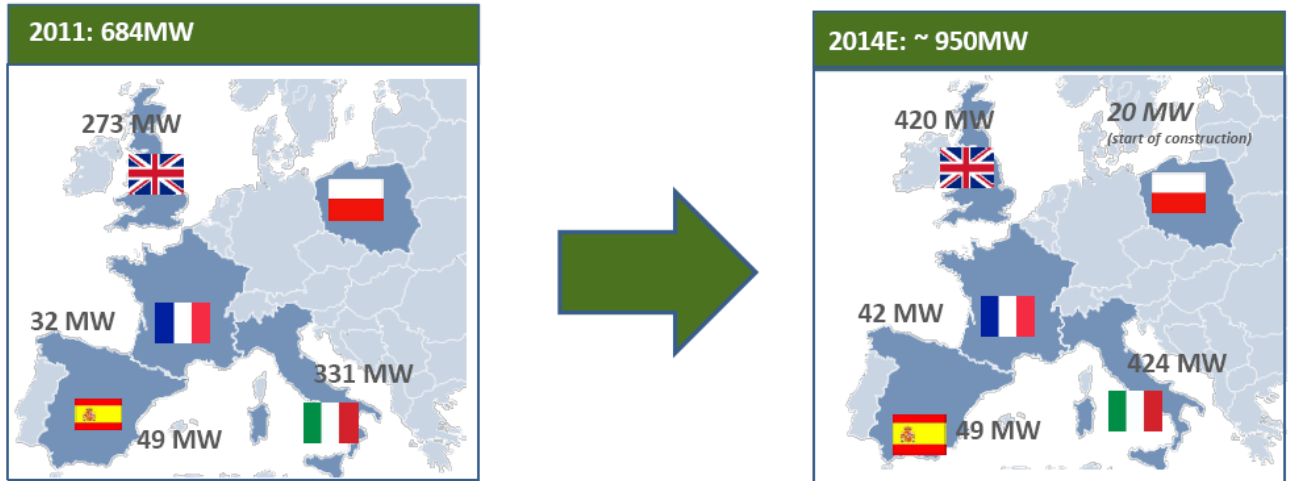 2011: 684MW
273 MW
32 MW
331 MW
49 MW
2014E: ~ 950MW
420 MW
20 MW
(start of construction)
42 MW
424 MW
49 MW